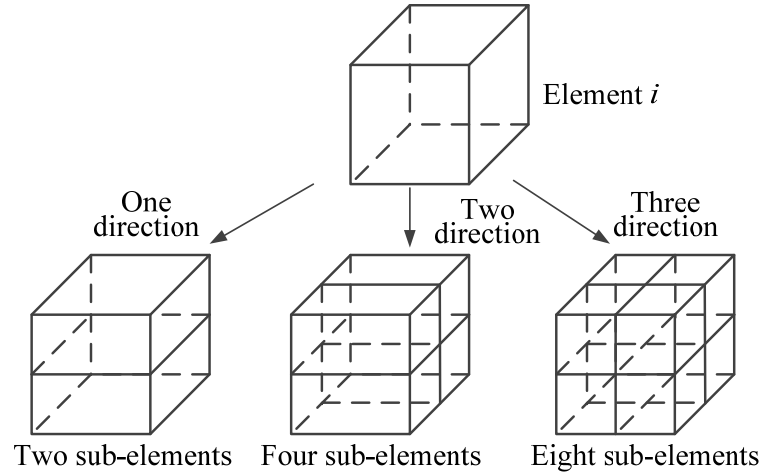 Element i
One
direction
Two
direction
Three
direction
Two sub-elements
Four sub-elements
Eight sub-elements